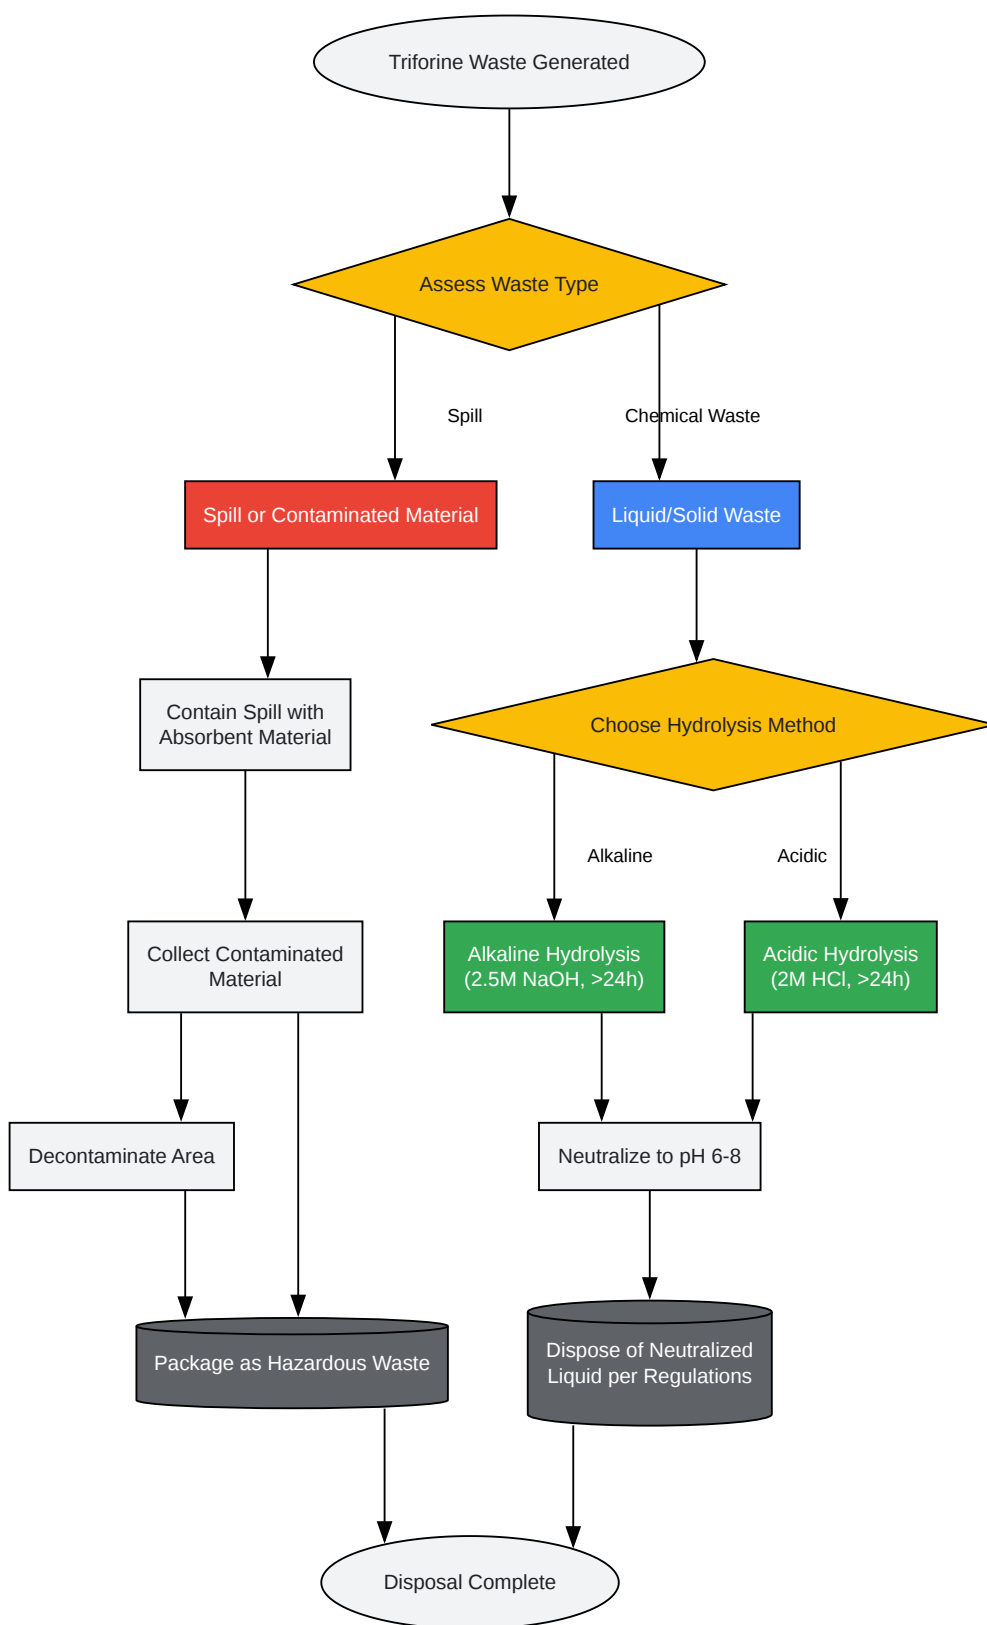 Triforine Waste Generated
Assess Waste Type
Spill
Chemical Waste
Spill or Contaminated Material
Liquid/Solid Waste
Contain Spill with
Absorbent Material
Choose Hydrolysis Method
Alkaline
Acidic
Collect Contaminated
Material
Alkaline Hydrolysis
(2.5M NaOH, >24h)
Acidic Hydrolysis
(2M HCl, >24h)
Decontaminate Area
Neutralize to pH 6-8
Package as Hazardous Waste
Dispose of Neutralized
Liquid per Regulations
Disposal Complete